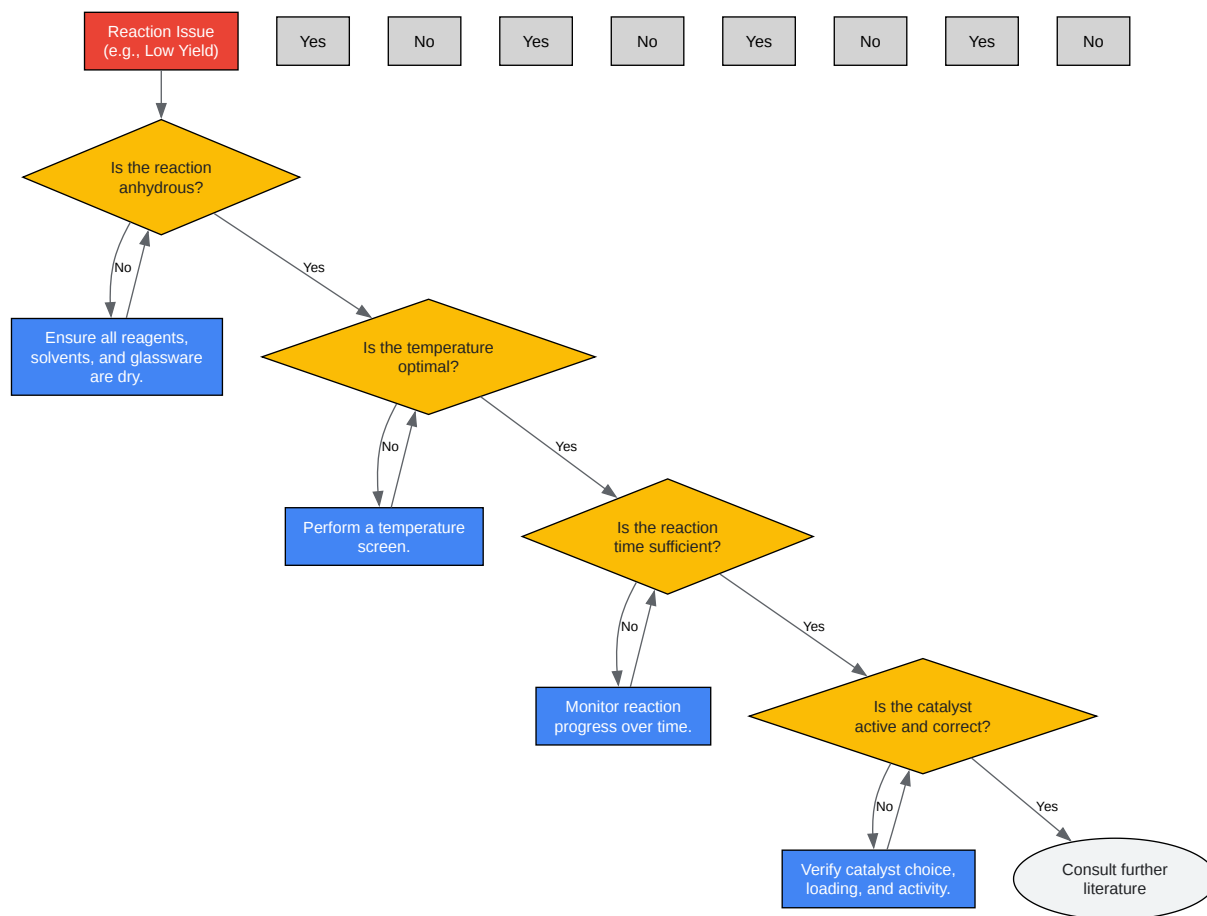 Reaction Issue
(e.g., Low Yield)
Yes
No
Yes
No
Yes
No
Yes
No
Is the reaction
anhydrous?
No
Yes
Ensure all reagents,
solvents, and glassware
are dry.
Is the temperature
optimal?
No
Yes
Perform a temperature
screen.
Is the reaction
time sufficient?
No
Yes
Monitor reaction
progress over time.
Is the catalyst
active and correct?
No
Yes
Verify catalyst choice,
loading, and activity.
Consult further
literature